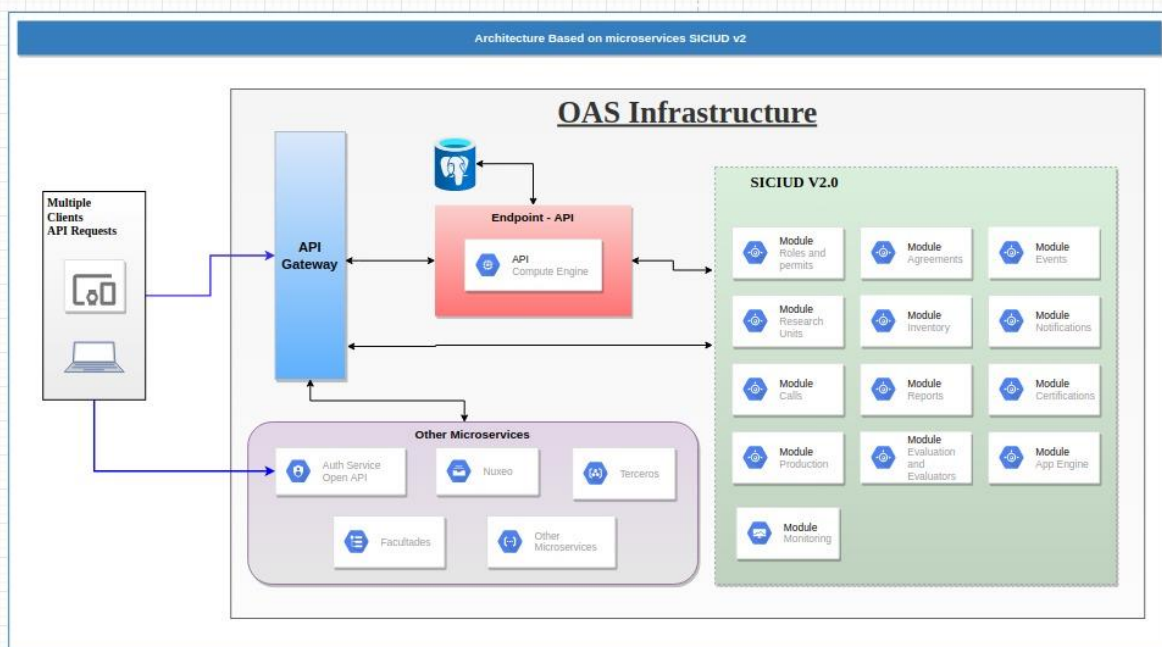 Architecture Based on microservices SICIUD v2
OAS Infrastructure
Multiple
Clients
API Requests
API
Gateway
Endpoint - API
API
Compute Engine
SICIUD V2.0
Module
Roles and
permits
Module
Agreements
Module
Events
Module
Research
Units
Module
Inventory
Module
Notifications
Module
Calls
Module
Reports
Module
Certifications
Module
Production
Module
Evaluation
and
Evaluators
Module
App Engine
Module
Monitoring
Other Microservices
Auth Service
Open API
Nuxeo
Terceros
Facultades
Other
Microservices